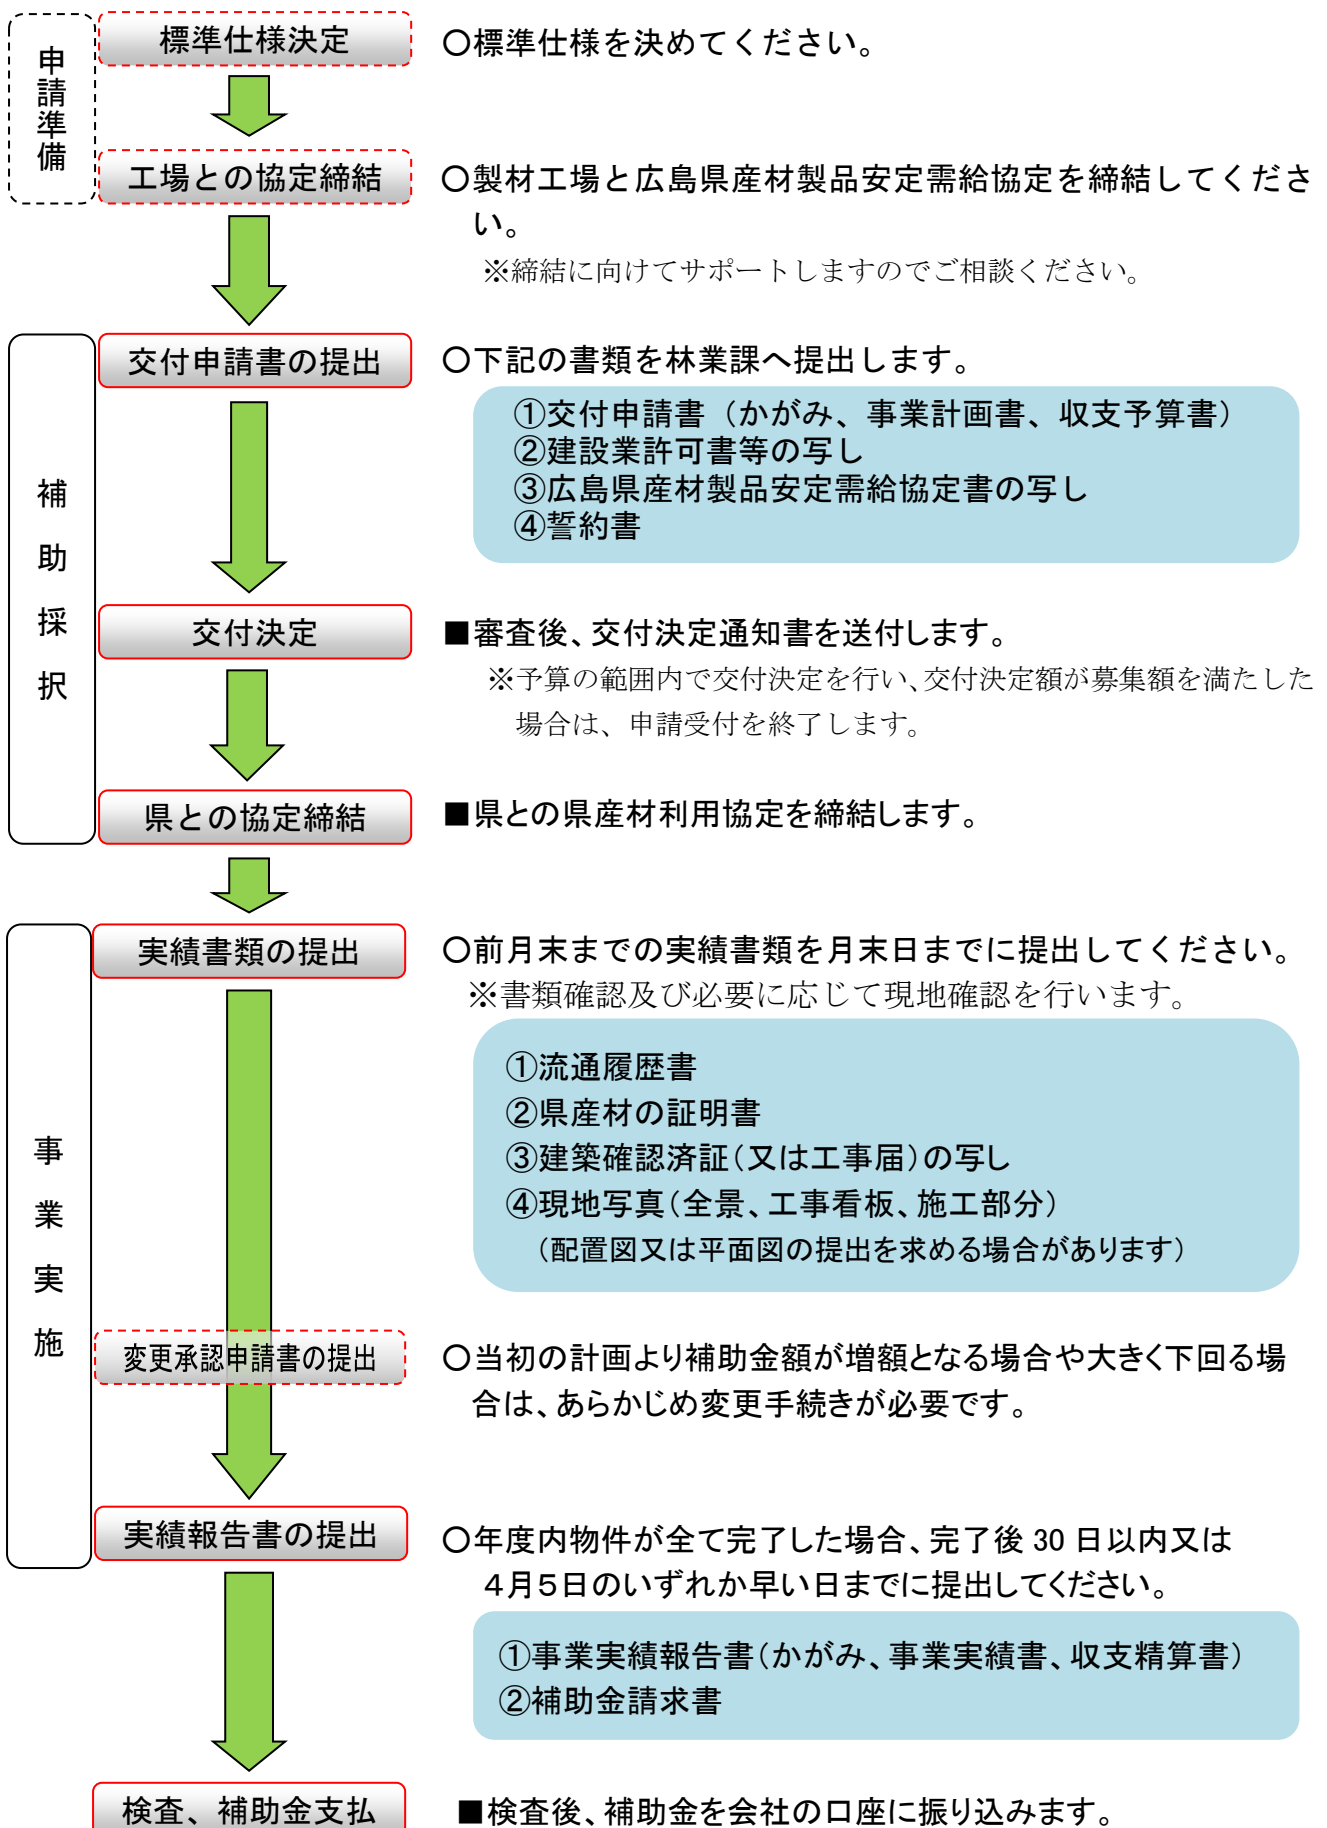 申請準備
標準仕様決定
○標準仕様を決めてください。
工場との協定締結
○製材工場と広島県産材製品安定需給協定を締結してくださ
い。
※締結に向けてサポートしますのでご相談ください。
補助採択
交付申請書の提出
○下記の書類を林業課へ提出します。
①交付申請書（かがみ、事業計画書、収支予算書）
②建設業許可書等の写し
③広島県産材製品安定需給協定書の写し
④誓約書
交付決定
■審査後、交付決定通知書を送付します。
※予算の範囲内で交付決定を行い、交付決定額が募集額を満たした
場合は、申請受付を終了します。
県との協定締結
■県との県産材利用協定を締結します。
事業実施
実績書類の提出
○前月末までの実績書類を月末日までに提出してください。
※書類確認及び必要に応じて現地確認を行います。
①流通履歴書
②県産材の証明書
③建築確認済証（又は工事届）の写し
④現地写真（全景、工事看板、施工部分）
（配置図又は平面図の提出を求める場合があります）
変更承認申請書の提出
○当初の計画より補助金額が増額となる場合や大きく下回る場
合は、あらかじめ変更手続きが必要です。
実績報告書の提出
○年度内物件が全て完了した場合、完了後 30 日以内又は
４月５日のいずれか早い日までに提出してください。
①事業実績報告書（かがみ、事業実績書、収支精算書）
②補助金請求書
検査、補助金支払
■検査後、補助金を会社の口座に振り込みます。